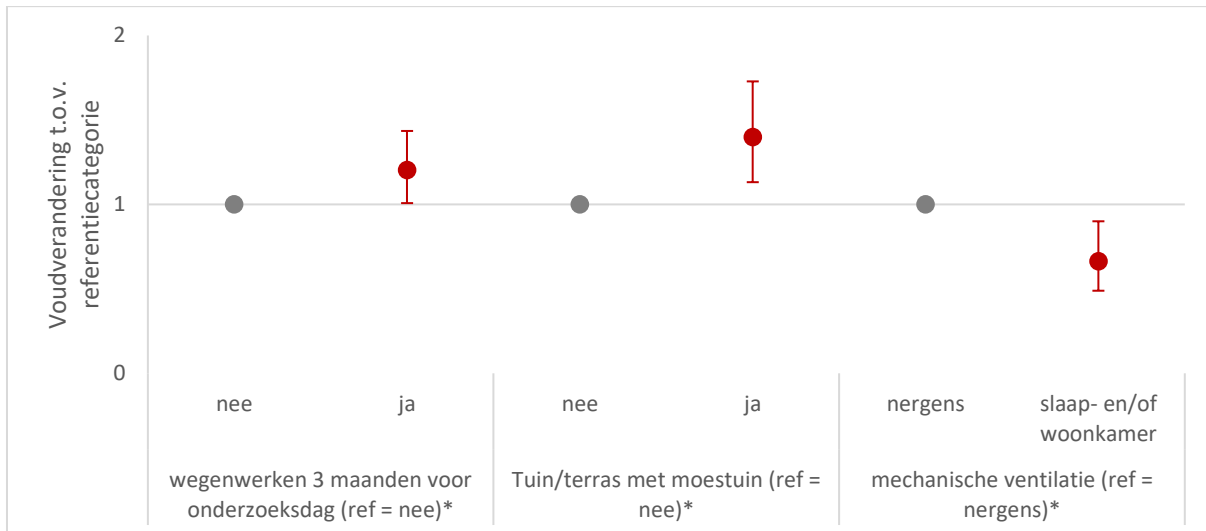 Voudverandering t.o.v.
referentiecategorie
2
1
0
nee
ja
nee
ja
nergens
slaap- en/of
woonkamer
wegenwerken 3 maanden voor
onderzoeksdag (ref = nee)*
Tuin/terras met moestuin (ref =
nee)*
mechanische ventilatie (ref =
nergens)*